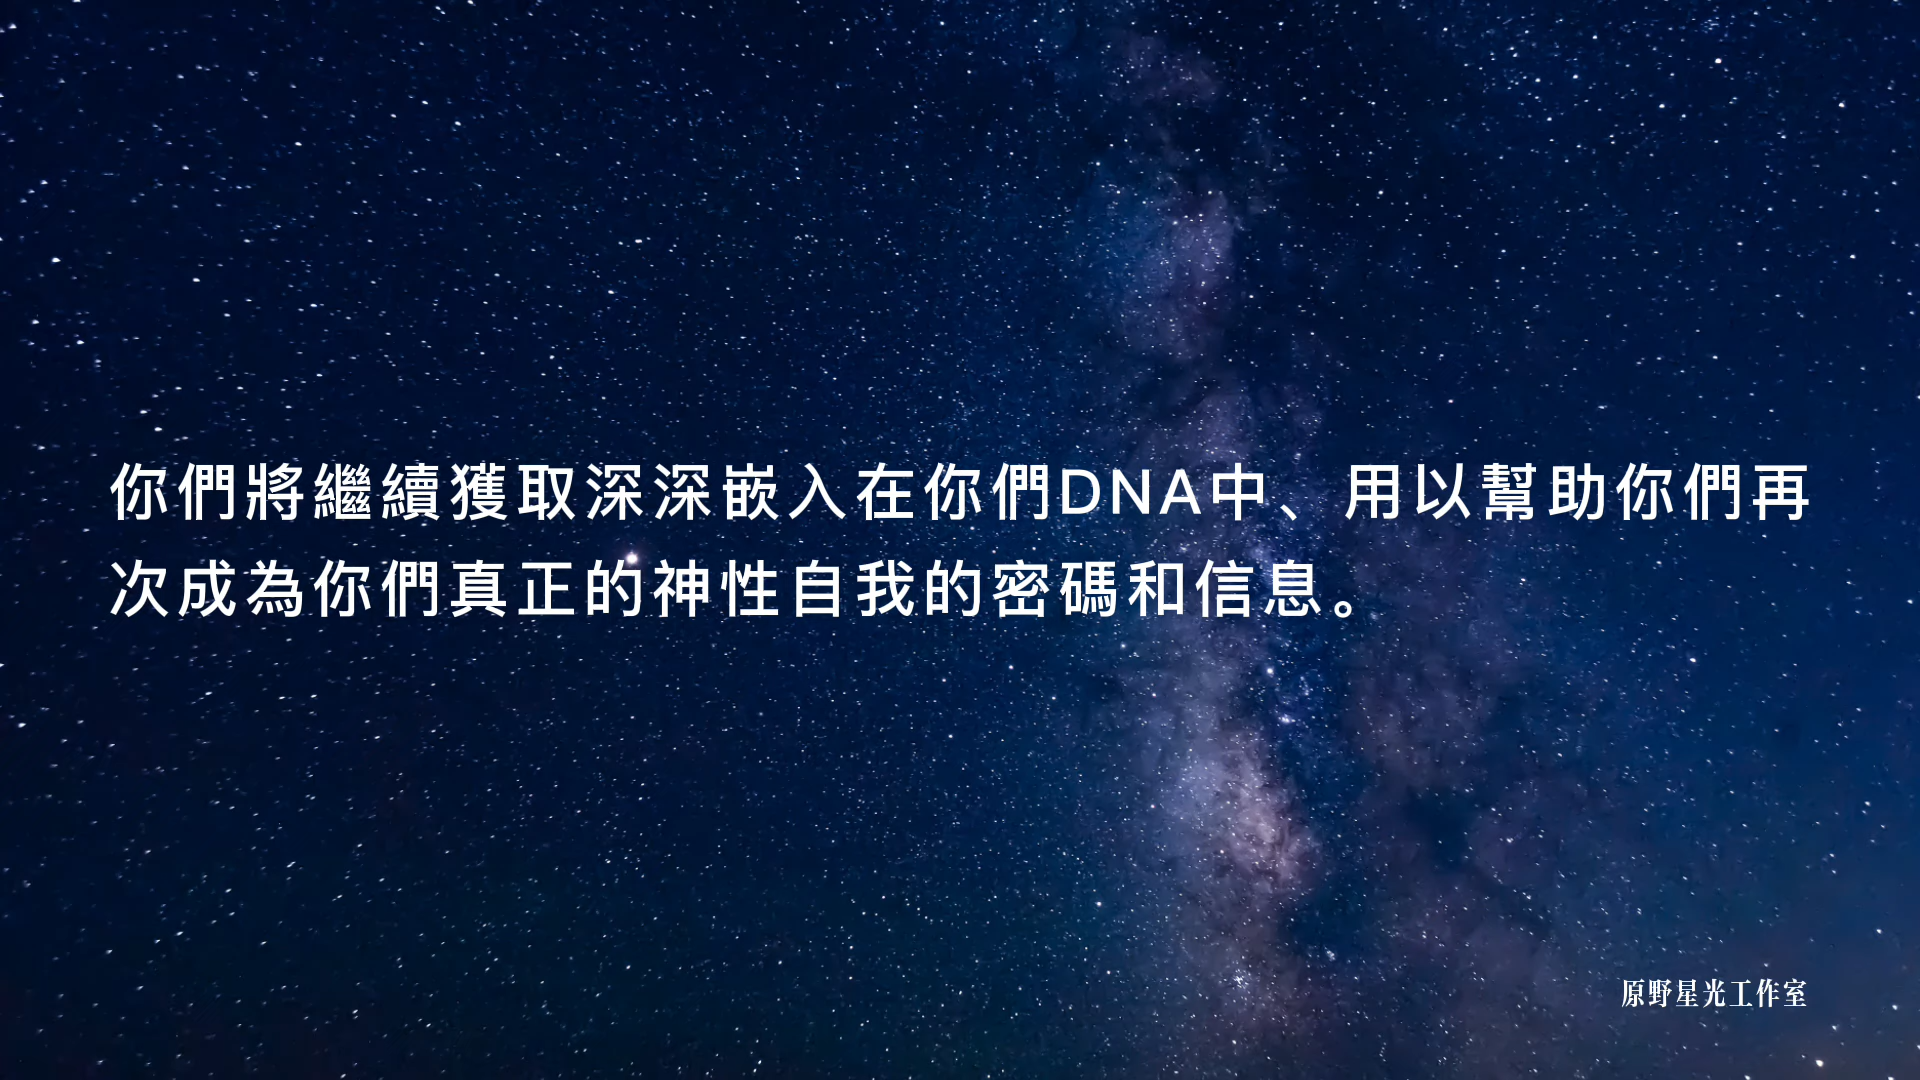 你們將繼續獲取深深嵌入在你們DNA中、用以幫助你們再
次成為你們真正的神性自我的密碼和信息。
原野星光工作室